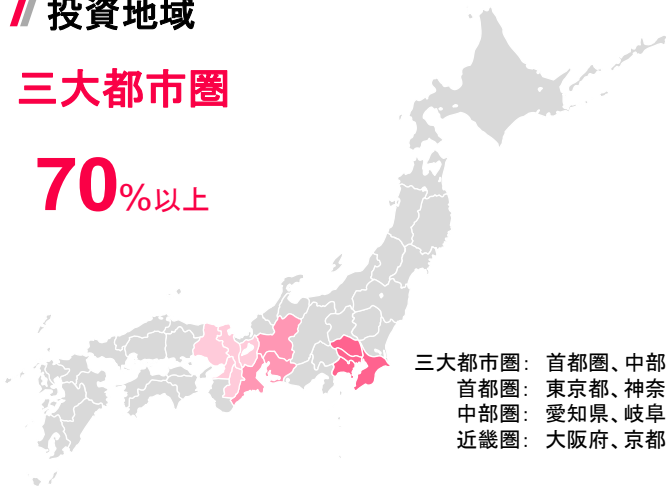 投資地域
三大都市圏
70%以上
三大都市圏： 首都圏、中部
首都圏： 東京都、神奈
中部圏： 愛知県、岐阜
近畿圏： 大阪府、京都